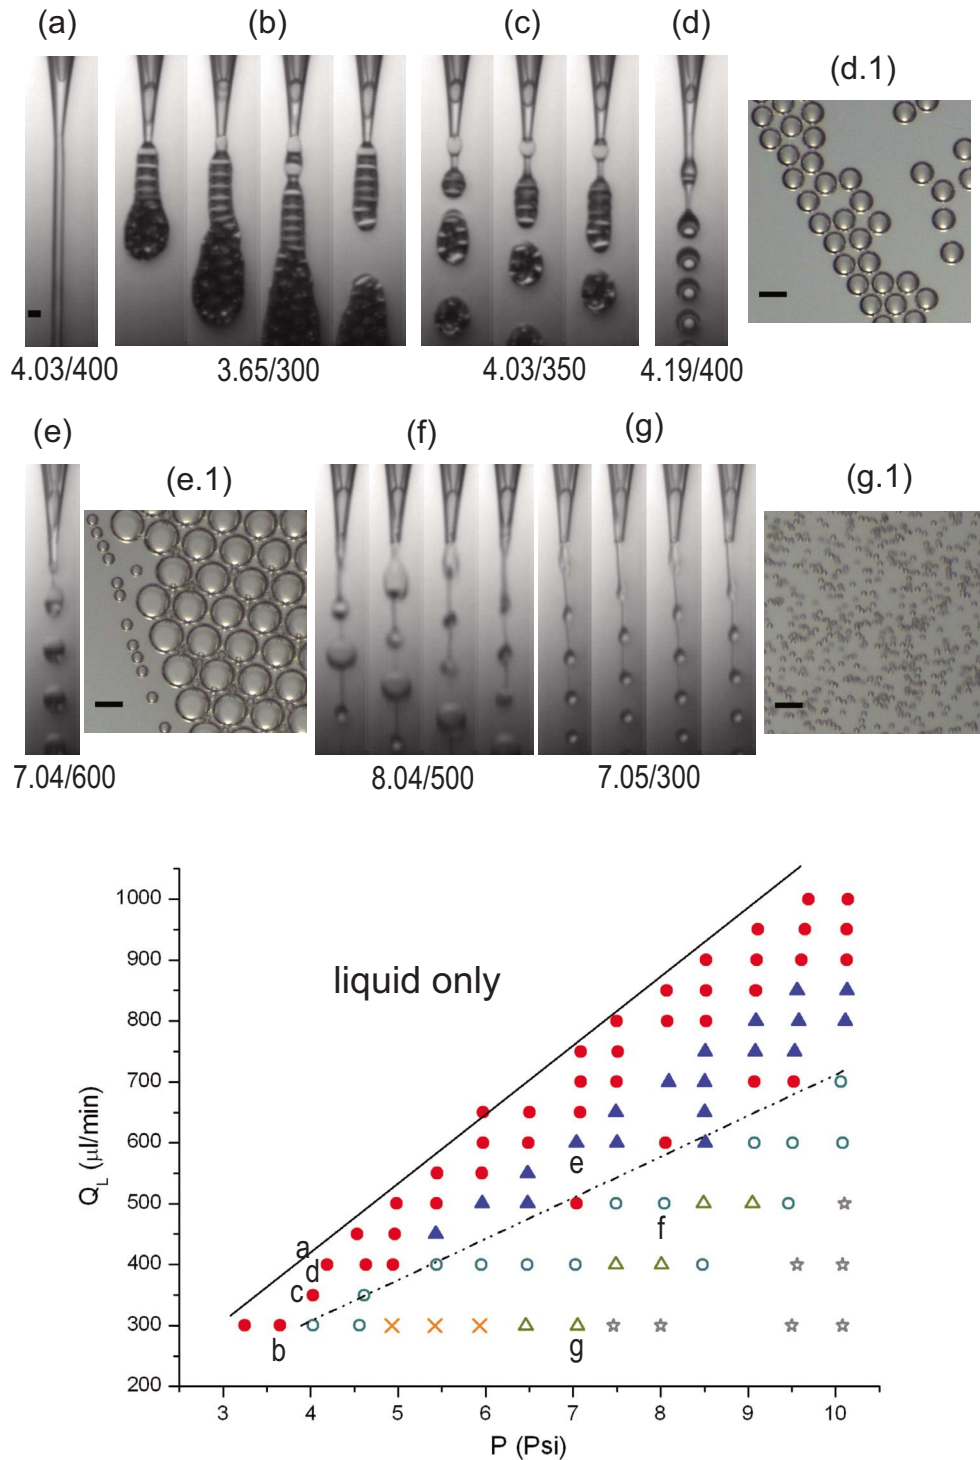 (a) (b) (c) (d)
(d.1)
4.03/400 3.65/300 4.03/350 4.19/400
(e) (f) (g)
(e.1) (g.1)
7.04/600 8.04/500 7.05/300
liquid only
Q_L (µl/min)
1000
900
800
700
600
500
400
300
200
e
f
a
d
c
b
g
3 4 5 6 7 8 9 10
P (Psi)